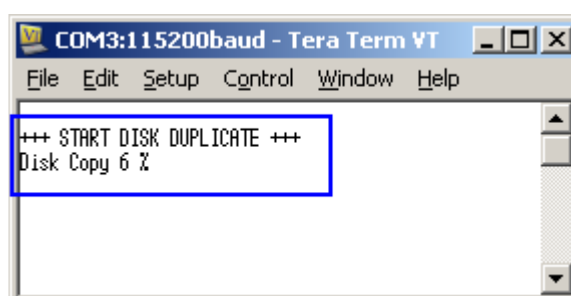 COM3:115200baud - Tera Term VT
File Edit Setup Control Window Help
+++ START DISK DUPLICATE +++
Disk Copy 6 %